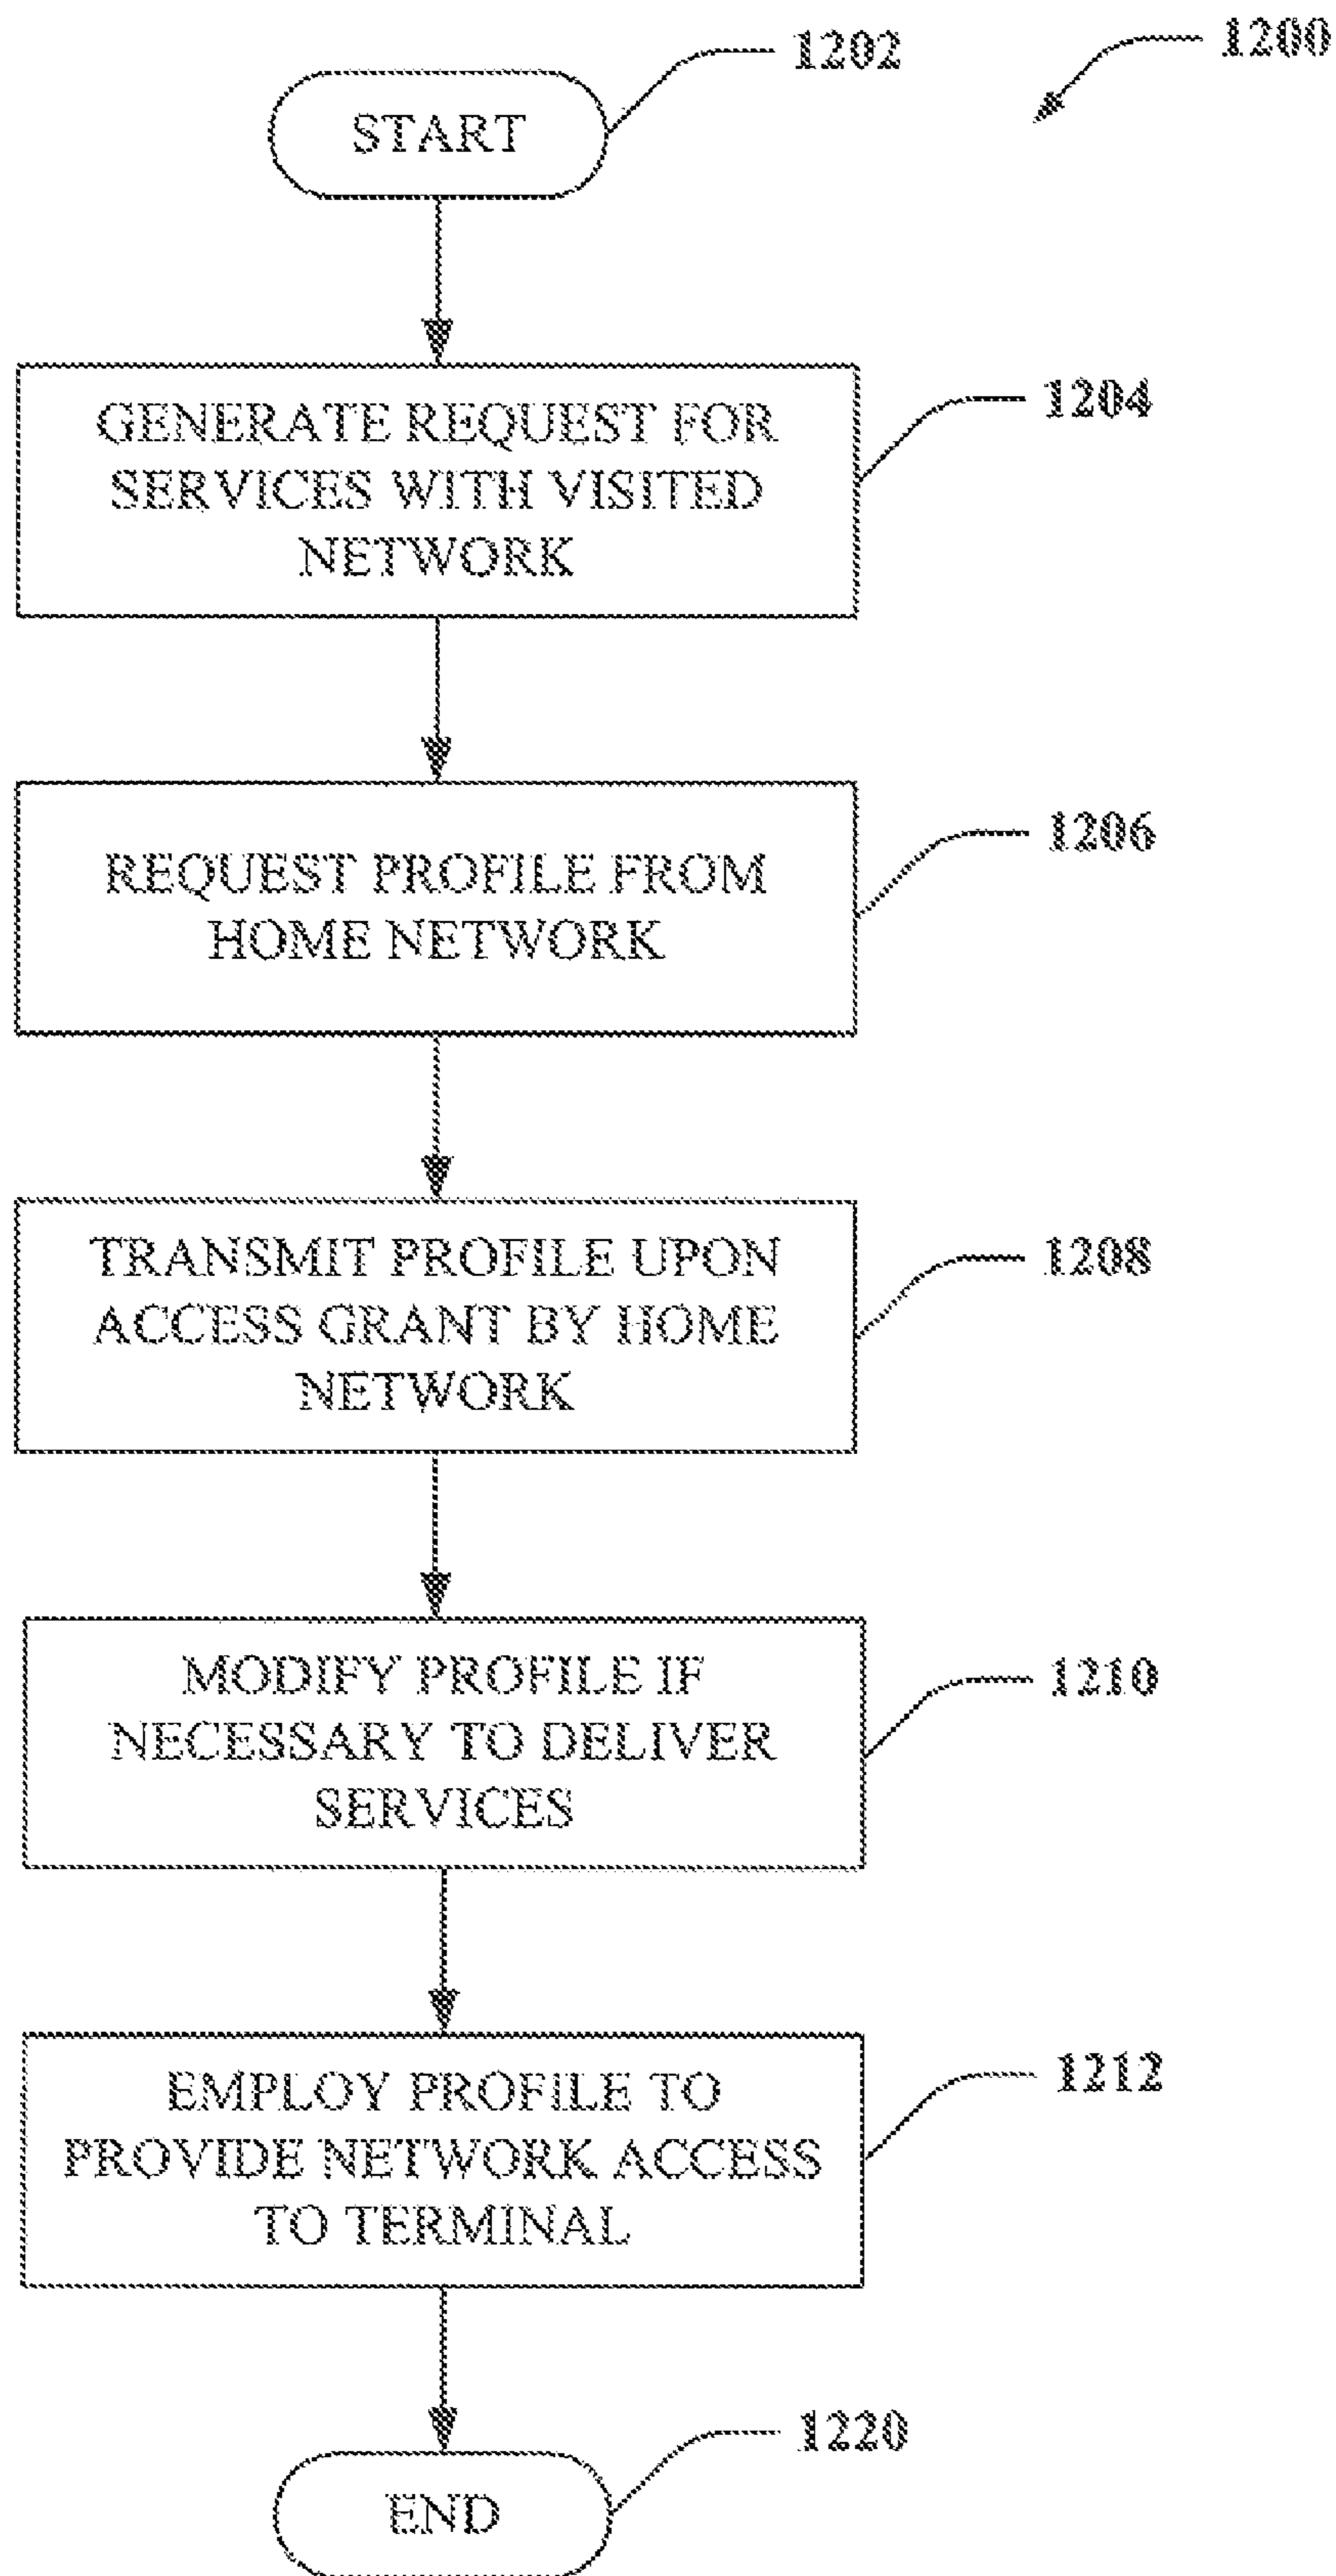 1200
1202
START
1204
GENERATE REQUEST FOR
SERVICES WITH VISITED
NETWORK
1206
REQUEST PROFILE FROM
HOME NETWORK
1208
TRANSMIT PROFILE UPON
ACCESS GRANT BY HOME
NETWORK
1210
MODIFY PROFILE IF
NECESSARY TO DELIVER
SERVICES
1212
EMPLOY PROFILE TO
PROVIDE NETWORK ACCESS
TO TERMINAL
1220
END